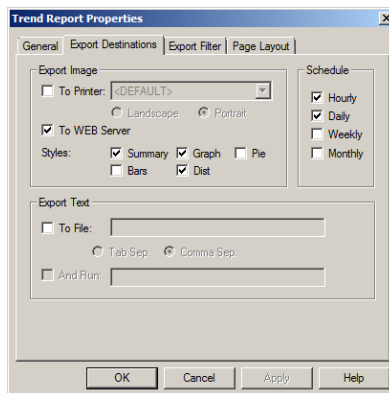 Trend Report Properties
General Export Destinations Export Filter Page Layout
Export Image
To Printer: <DEFAULT>
Landscape Portrait
To WEB Server
Styles: Summary Graph Pie
Bars Dist
Schedule
Hourly
Daily
Weekly
Monthly
Export Text
To File:
Tab Sep. Comma Sep.
And Run:
OK Cancel Apply Help